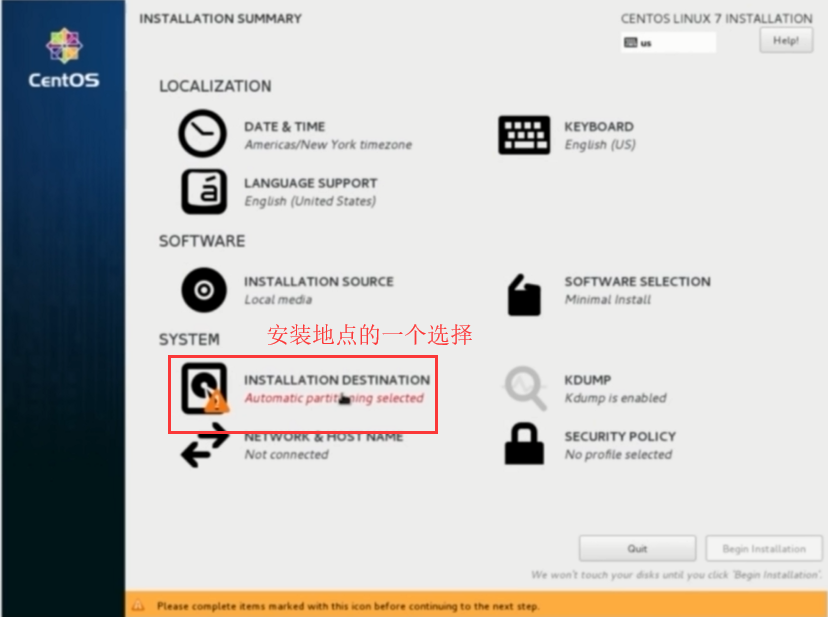 INSTALLATION SUMMARY
CENTOS LINUX 7 INSTALLATION
us
Help!
CentOS
LOCALIZATION
DATE & TIME
Americas/New York timezone
KEYBOARD
English (US)
LANGUAGE SUPPORT
English (United States)
SOFTWARE
INSTALLATION SOURCE
Local media
SOFTWARE SELECTION
Minimal Install
SYSTEM
安装地点的一个选择
INSTALLATION DESTINATION
Automatic partitioning selected
KDUMP
Kdump is enabled
NETWORK & HOST NAME
Not connected
SECURITY POLICY
No profile selected
Quit
Begin Installation
We won't touch your disks until you click 'Begin Installation'.
Please complete items marked with this icon before continuing to the next step.